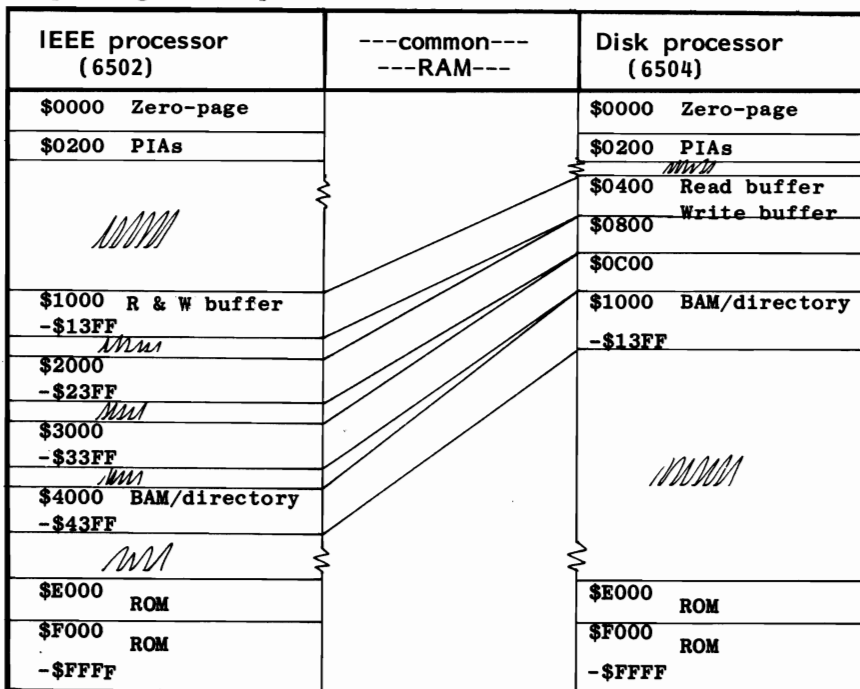 IEEE processor
(6502)
---common---
---RAM---
Disk processor
(6504)
$0000 Zero-page
$0200 PIAs
$1000 R & W buffer
-$13FF
$2000
-$23FF
$3000
-$33FF
$4000 BAM/directory
-$43FF
$E000
ROM
$F000
ROM
-$FFFF
$0000 Zero-page
$0200 PIAs
$0400 Read buffer
Write buffer
$0800
$0C00
$1000 BAM/directory
-$13FF
$E000
ROM
$F000
ROM
-$FFFF